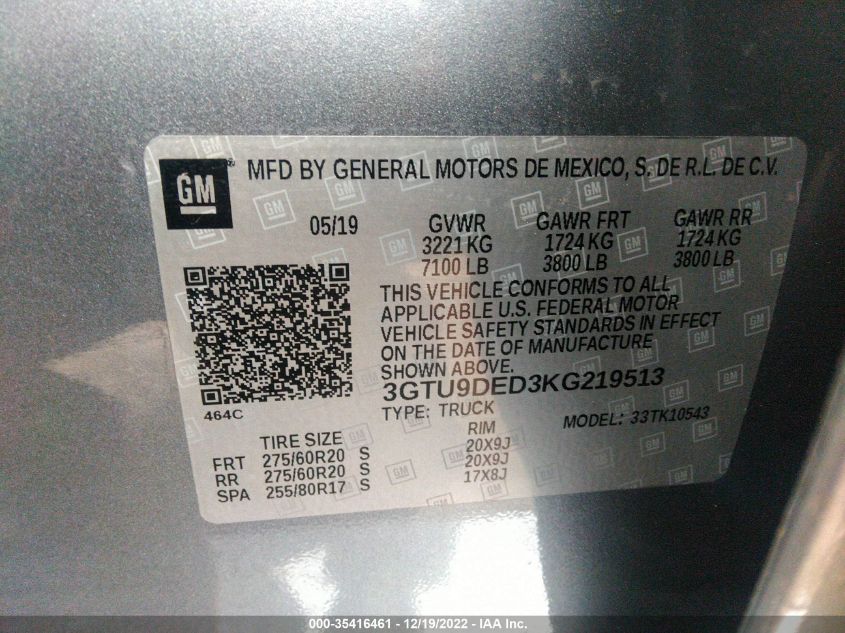 GM® MFD BY GENERAL MOTORS DE MEXICO, S. DE R.L. DE C.V.
05/19 GVWR GAWR FRT GAWR RR
3221 KG 1724 KG 1724 KG
7100 LB 3800 LB 3800 LB
THIS VEHICLE CONFORMS TO ALL
APPLICABLE U.S. FEDERAL MOTOR
VEHICLE SAFETY STANDARDS IN EFFECT
ON THE DATE OF MANUFACTURE
SHOWN ABOVE.
3GTU9DED3KG219513
464C TYPE: TRUCK MODEL: 33TK10543
TIRE SIZE RIM
FRT 275/60R20 S 20X9J
RR 275/60R20 S 20X9J
SPA 255/80R17 S 17X8J
000-35416461 - 12/19/2022 - IAA Inc.